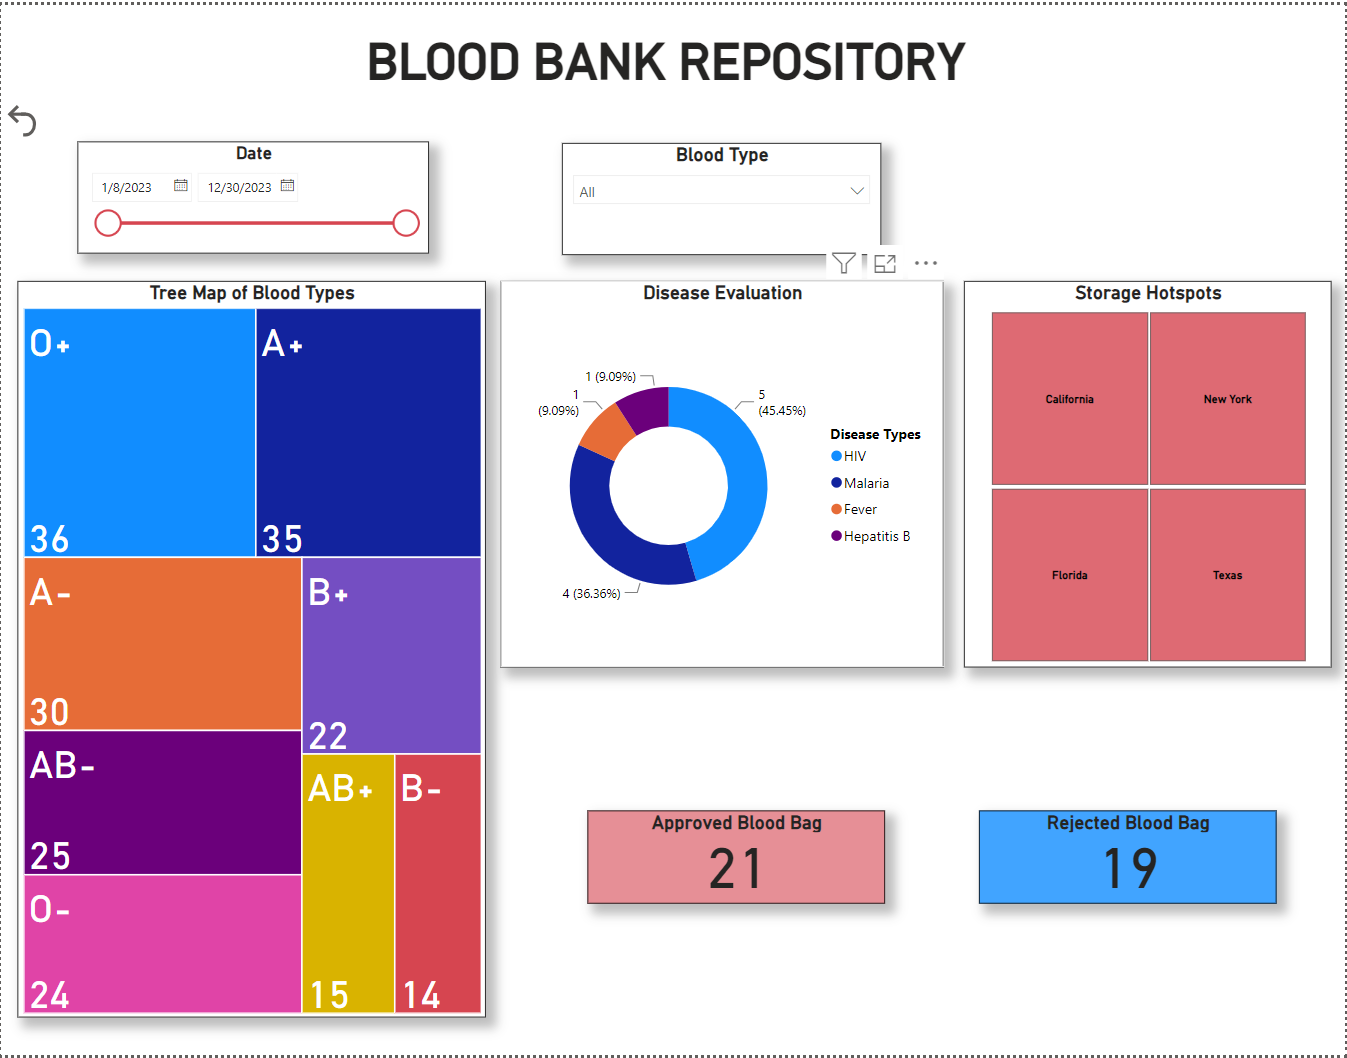 BLOOD BANK REPOSITORY
Date
1/8/2023
12/30/2023
Blood Type
All
Tree Map of Blood Types
O+
36
A+
35
A-
30
B+
22
AB-
25
AB+
15
B-
14
O-
24
Disease Evaluation
1 (9.09%)
1
(9.09%)
5
(45.45%)
4 (36.36%)
Disease Types
HIV
Malaria
Fever
Hepatitis B
Storage Hotspots
California
New York
Florida
Texas
Approved Blood Bag
21
Rejected Blood Bag
19